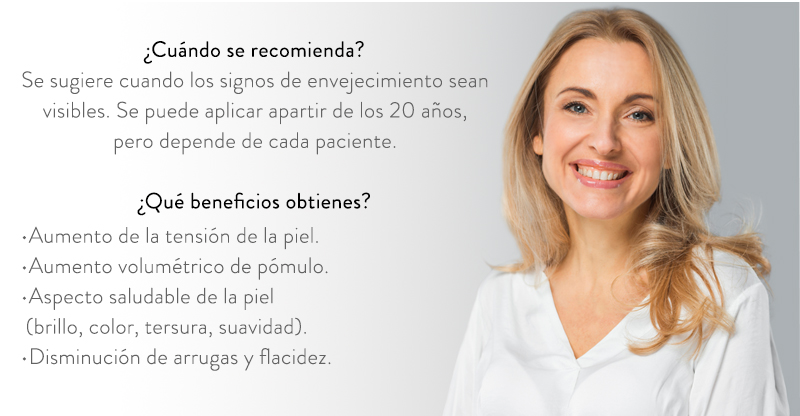 ¿Cuándo se recomienda?
Se sugiere cuando los signos de envejecimiento sean
visibles. Se puede aplicar apartir de los 20 años,
pero depende de cada paciente.
¿Qué beneficios obtienes?
•Aumento de la tensión de la piel.
•Aumento volumétrico de pómulo.
•Aspecto saludable de la piel
(brillo, color, tersura, suavidad).
•Disminución de arrugas y flacidez.